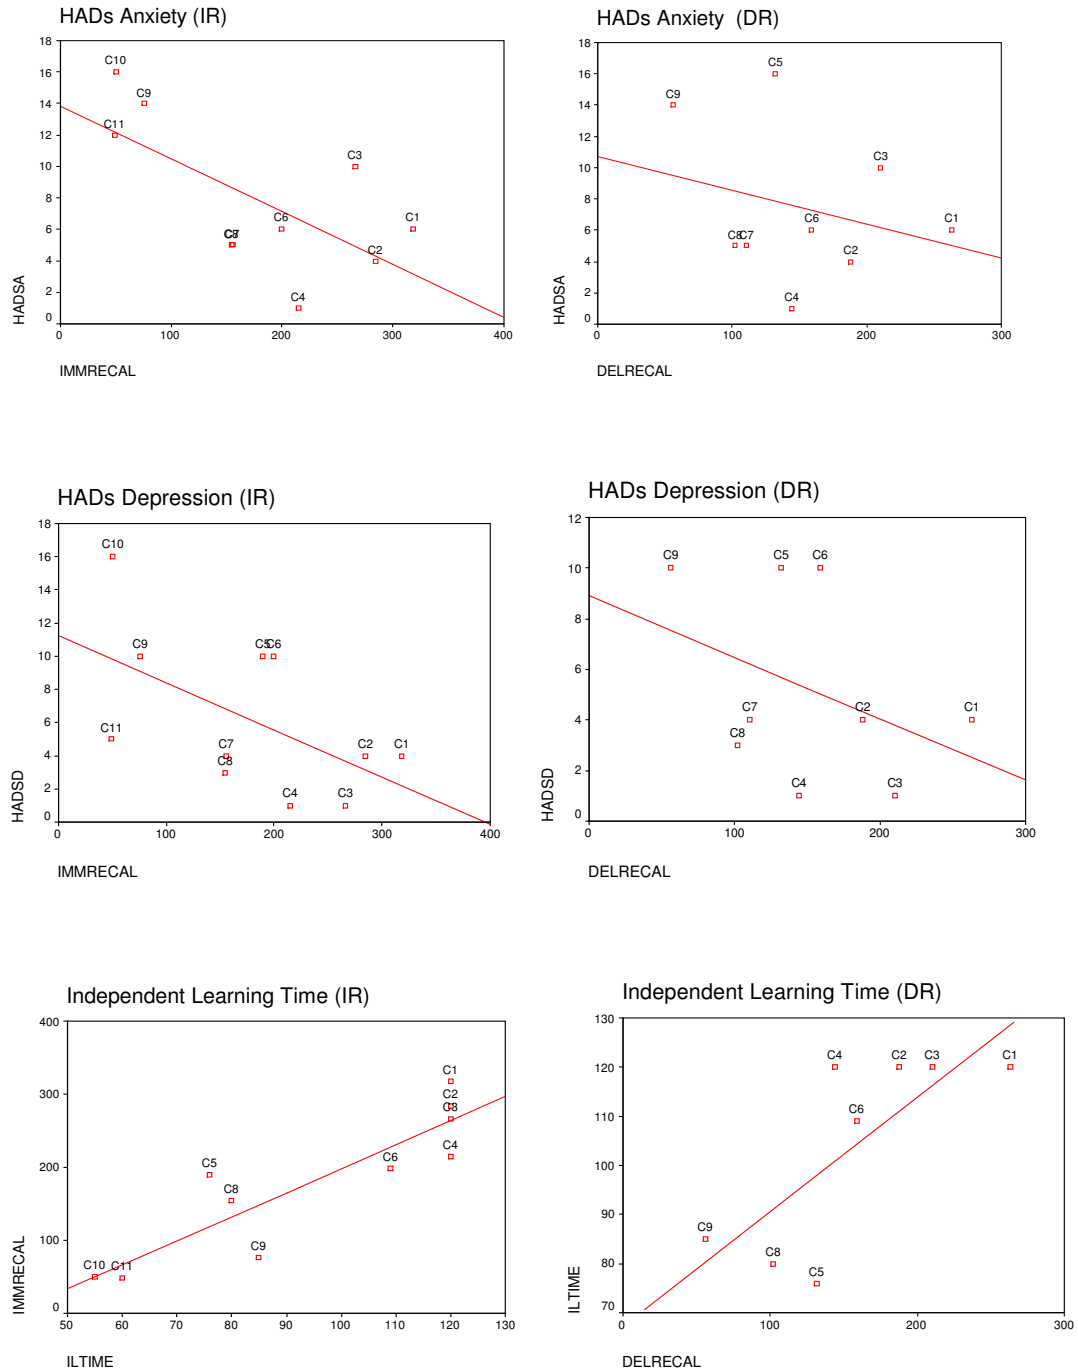 HADs Anxiety (IR)
18
16
14
12
10
8
6
4
2
0
HADSA
C10
C9
C11
C3
C6
C1
C8
C7
C2
C4
0
100
200
300
400
IMMRECAL
HADs Anxiety (DR)
18
16
14
12
10
8
6
4
2
0
HADSA
C5
C9
C3
C6
C1
C8
C7
C2
C4
0
100
200
300
DELRECAL
HADs Depression (IR)
18
16
14
12
10
8
6
4
2
0
HADSD
C10
C9
C5
C6
C11
C7
C8
C2
C1
C4
C3
0
100
200
300
400
IMMRECAL
HADs Depression (DR)
12
10
8
6
4
2
0
HADSD
C9
C5
C6
C7
C2
C1
C8
C4
C3
0
100
200
300
DELRECAL
Independent Learning Time (IR)
400
300
200
100
0
IMMRECAL
C1
C2
C3
C4
C6
C5
C8
C9
C10
C11
50
60
70
80
90
100
110
120
130
ILTIME
Independent Learning Time (DR)
130
120
110
100
90
80
70
ILTIME
C4
C2
C3
C1
C6
C9
C8
C5
0
100
200
300
DELRECAL